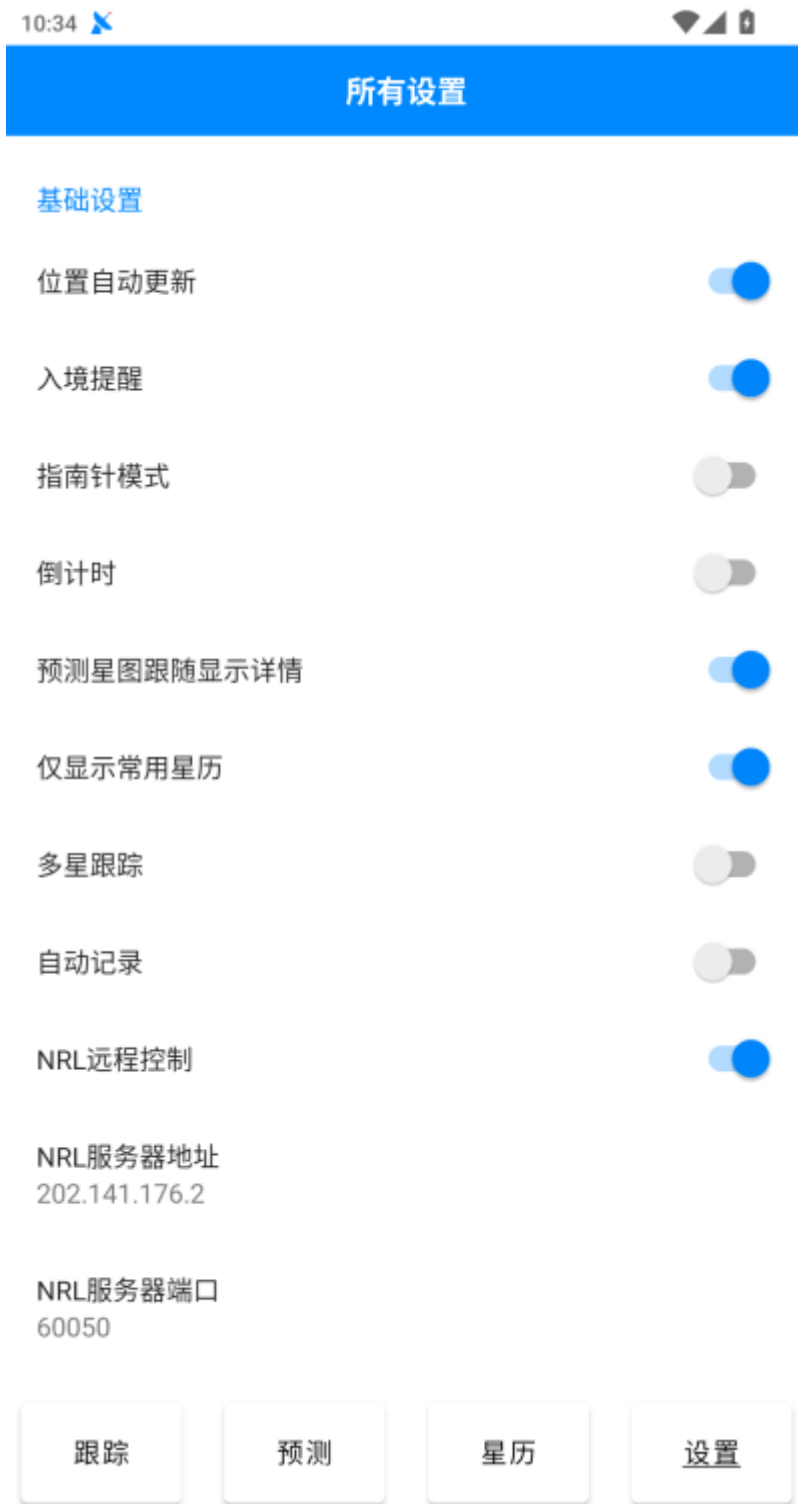 10:34
所有设置
基础设置
位置自动更新
入境提醒
指南针模式
倒计时
预测星图跟随显示详情
仅显示常用星历
多星跟踪
自动记录
NRL远程控制
NRL服务器地址
202.141.176.2
NRL服务器端口
60050
跟踪 预测 星历 设置